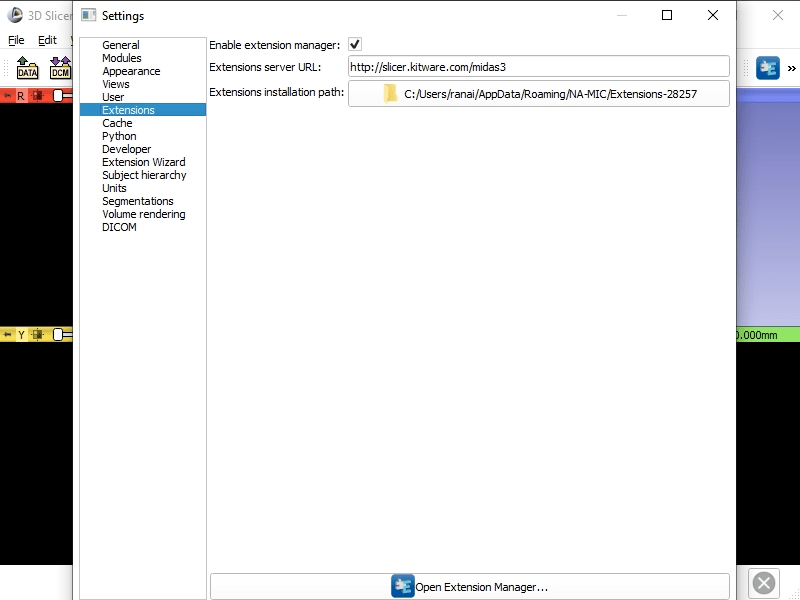 3D Slicer
Settings
File Edit
DATA DCM
R
Y
General
Modules
Appearance
Views
User
Extensions
Cache
Python
Developer
Extension Wizard
Subject hierarchy
Units
Segmentations
Volume rendering
DICOM
Enable extension manager:
Extensions server URL: http://slicer.kitware.com/midas3
Extensions installation path: C:/Users/ranai/AppData/Roaming/NA-MIC/Extensions-28257
0.000mm
Open Extension Manager...